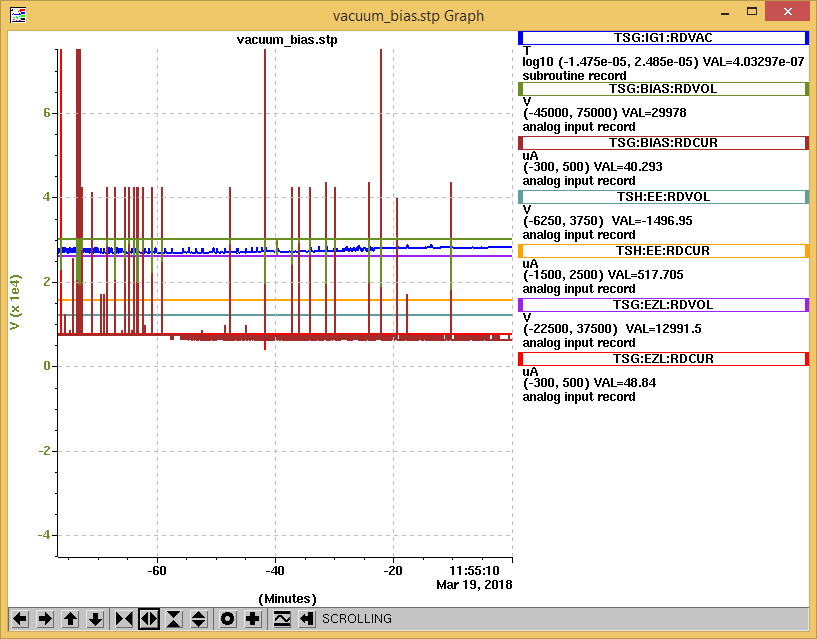 vacuum_bias.stp Graph
vacuum_bias.stp
6
4
2
0
-2
-4
V (x 1e4)
-60
-40
-20
11:55:10
Mar 19, 2018
(Minutes)
TSG:IG1:RDVAC
T
log10 (-1.475e-05, 2.485e-05) VAL=4.03297e-07
subroutine record
TSG:BIAS:RDVOL
V
(-45000, 75000) VAL=29978
analog input record
TSG:BIAS:RDCUR
uA
(-300, 500) VAL=40.293
analog input record
TSH:EE:RDVOL
V
(-6250, 3750) VAL=-1496.95
analog input record
TSH:EE:RDCUR
uA
(-1500, 2500) VAL=517.705
analog input record
TSG:EZL:RDVOL
V
(-22500, 37500) VAL=12991.5
analog input record
TSG:EZL:RDCUR
uA
(-300, 500) VAL=48.84
analog input record
SCROLLING